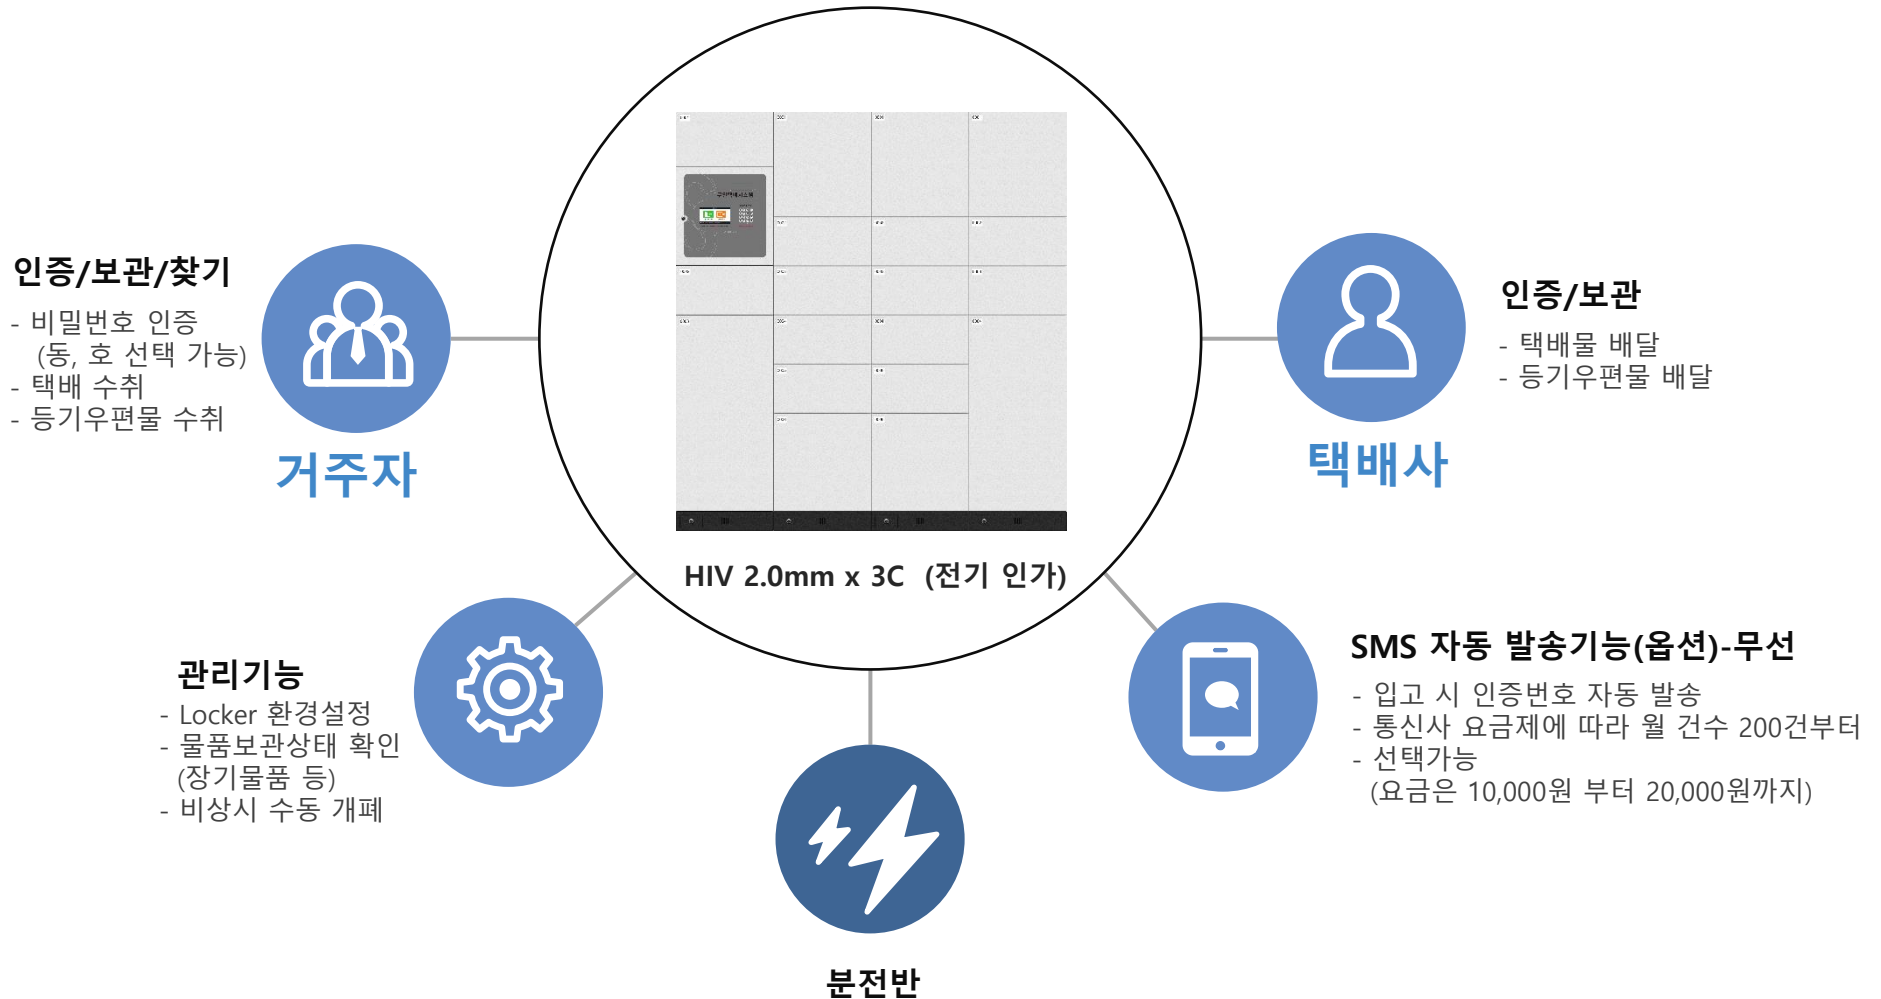 무인택배시스템
HIV 2.0mm x 3C (전기 인가)
인증/보관/찾기
- 비밀번호 인증
(동, 호 선택 가능)
- 택배 수취
- 등기우편물 수취
거주자
인증/보관
- 택배물 배달
- 등기우편물 배달
택배사
관리기능
- Locker 환경설정
- 물품보관상태 확인
(장기물품 등)
- 비상시 수동 개폐
SMS 자동 발송기능(옵션)-무선
- 입고 시 인증번호 자동 발송
- 통신사 요금제에 따라 월 건수 200건부터
- 선택가능
(요금은 10,000원 부터 20,000원까지)
분전반